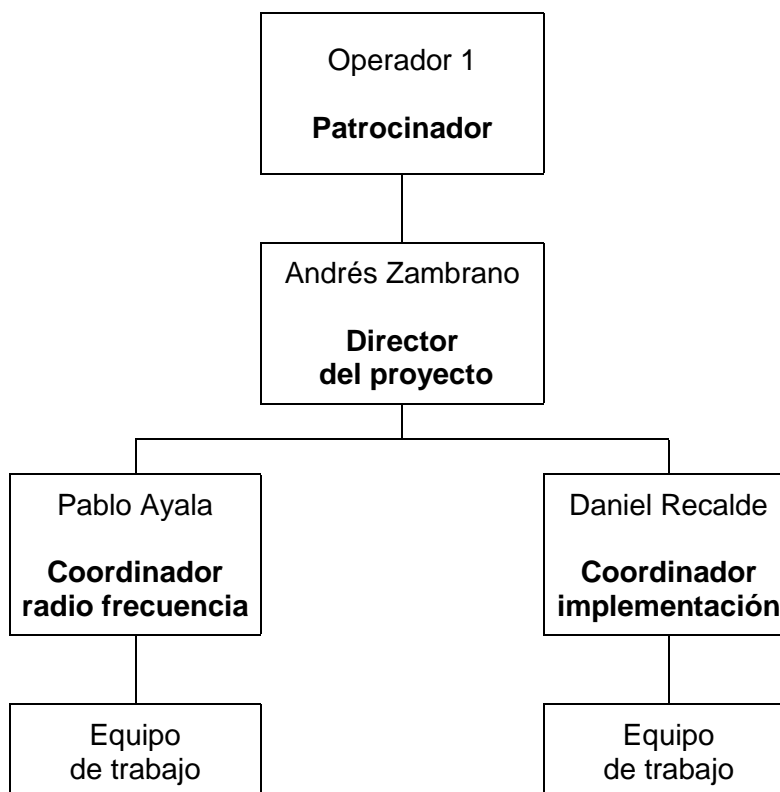 Operador 1
Patrocinador
Andrés Zambrano
Director
del proyecto
Pablo Ayala
Coordinador
radio frecuencia
Daniel Recalde
Coordinador
implementación
Equipo
de trabajo
Equipo
de trabajo